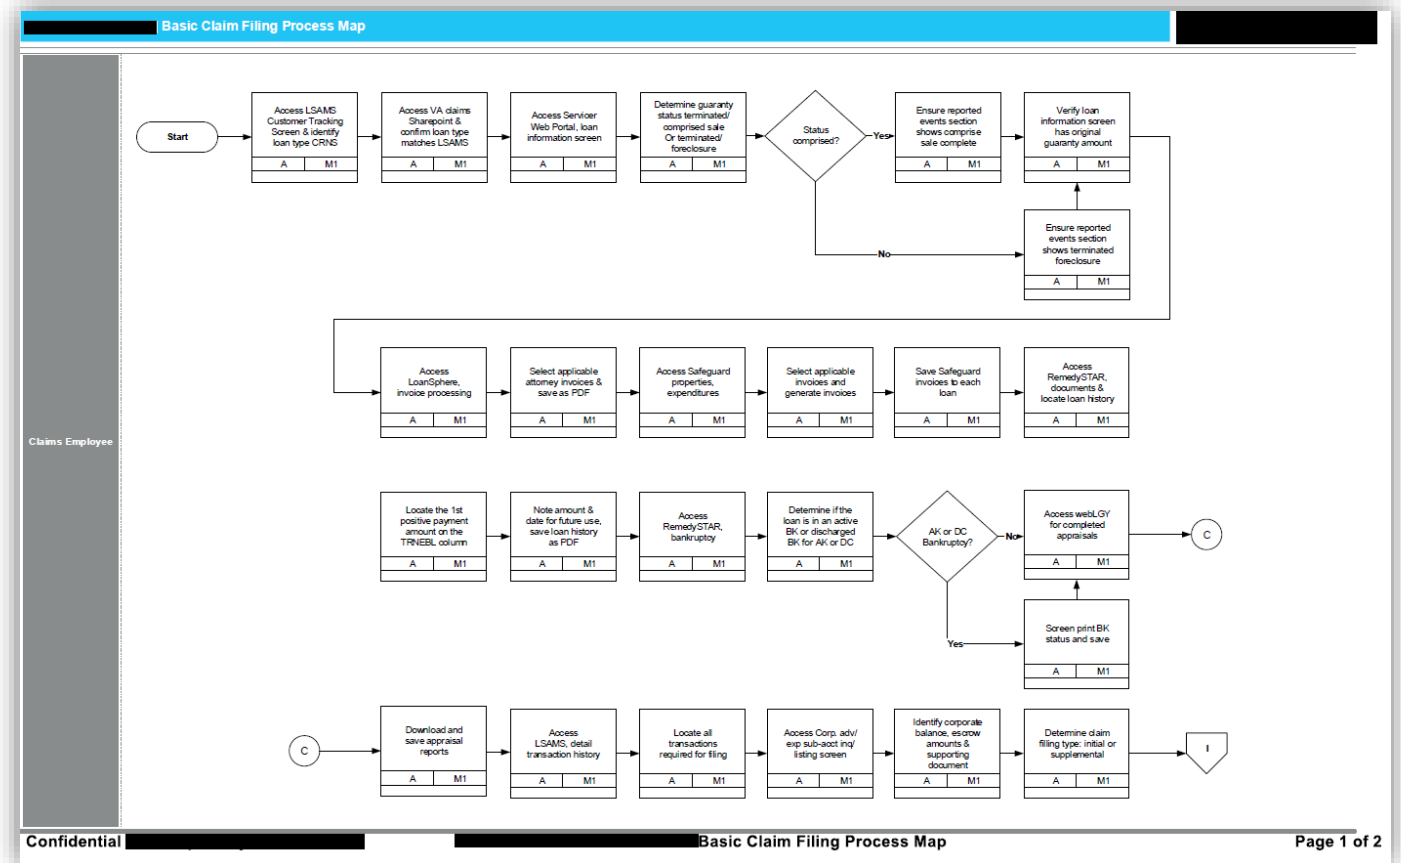 Basic Claim Filing Process Map
Claims Employee
Start
Access LSAMS
Customer Tracking
Screen & identify
loan type CRNS
A M1
Access VA claims
Sharepoint &
confirm loan type
matches LSAMS
A M1
Access Servicer
Web Portal, loan
information screen
A M1
Determine guaranty
status terminated/
comprised sale
Or terminated/
foreclosure
A M1
Status
comprised?
Yes
No
Ensure reported
events section
shows comprise
sale complete
A M1
Verify loan
information screen
has original
guaranty amount
A M1
Ensure reported
events section
shows terminated
foreclosure
A M1
Access
LoanSphere,
invoice processing
A M1
Select applicable
attorney invoices &
save as PDF
A M1
Access Safeguard
properties,
expenditures
A M1
Select applicable
invoices and
generate invoices
A M1
Save Safeguard
invoices to each
loan
A M1
Access
RemedySTAR,
documents &
locate loan history
A M1
Locate the 1st
positive payment
amount on the
TRNEBL column
A M1
Note amount &
date for future use,
save loan history
as PDF
A M1
Access
RemedySTAR,
bankruptcy
A M1
Determine if the
loan is in an active
BK or discharged
BK for AK or DC
A M1
AK or DC
Bankruptcy?
No
Yes
Access webLGY
for completed
appraisals
A M1
C
Screen print BK
status and save
A M1
C
Download and
save appraisal
reports
A M1
Access
LSAMS, detail
transaction history
A M1
Locate all
transactions
required for filing
A M1
Access Corp. adv/
exp sub-acct inq/
listing screen
A M1
Identify corporate
balance, escrow
amounts &
supporting
document
A M1
Determine claim
filing type: initial or
supplemental
A M1
I
Confidential
Basic Claim Filing Process Map
Page 1 of 2